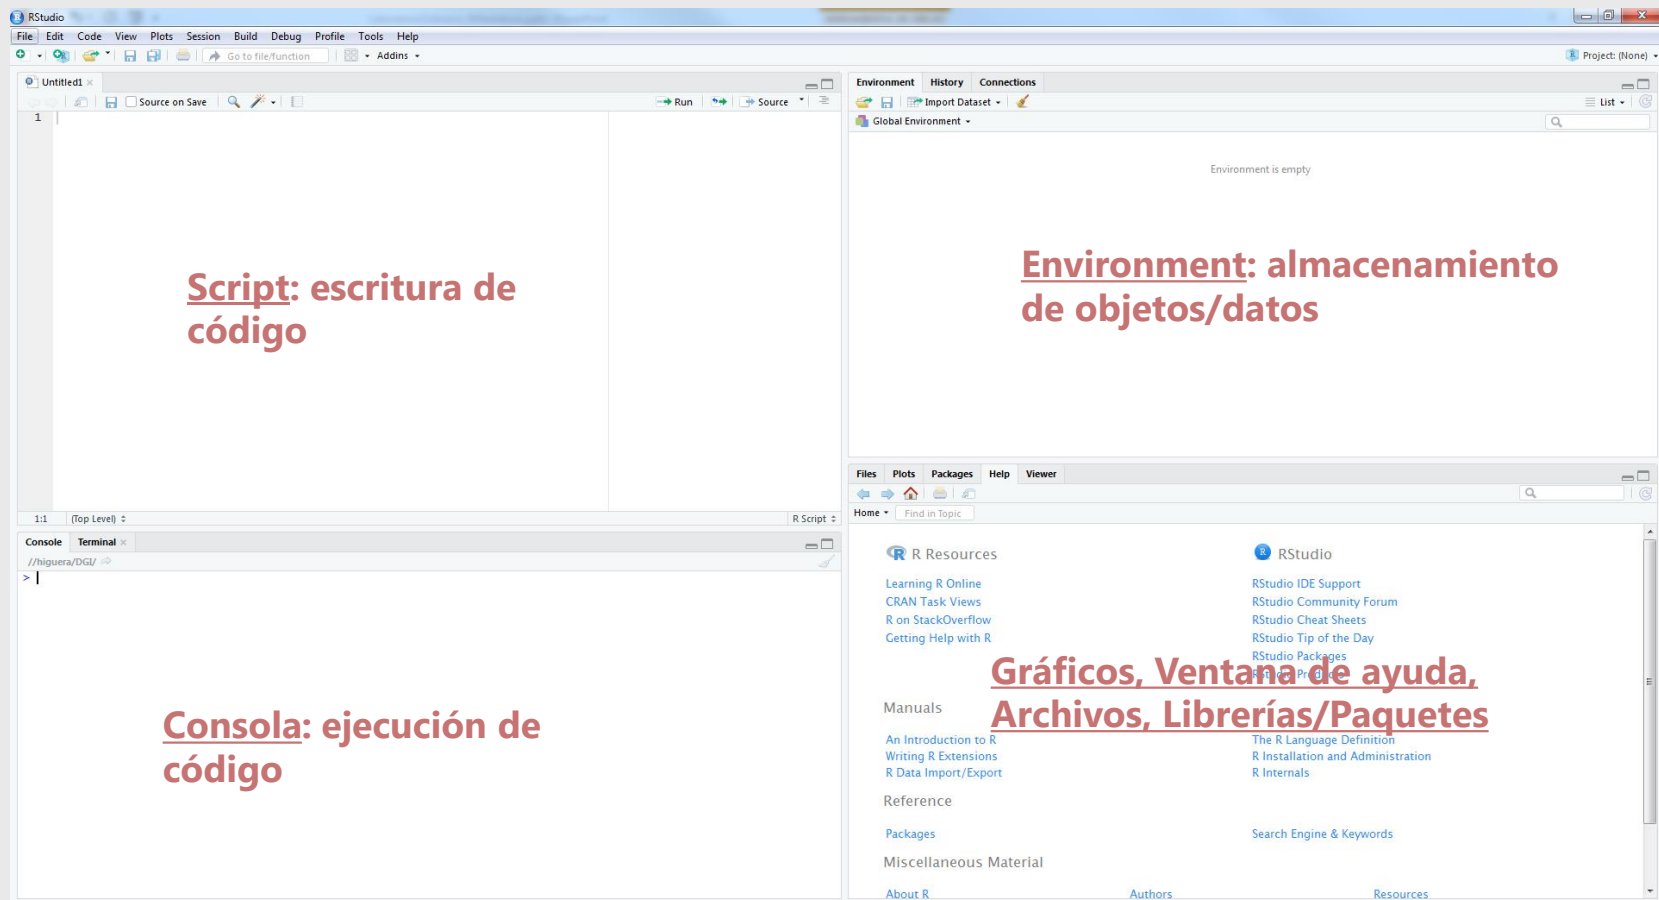 RStudio
File Edit Code View Plots Session Build Debug Profile Tools Help
Go to file/function Addins Project: (None)
Untitled1
Source on Save Run Source
1
Script: escritura de
código
1:1 (Top Level) R Script
Console Terminal
//higuera/DGI/
>
Consola: ejecución de
código
Environment History Connections
Import Dataset List
Global Environment
Environment is empty
Environment: almacenamiento
de objetos/datos
Files Plots Packages Help Viewer
Home Find in Topic
R Resources
Learning R Online
CRAN Task Views
R on StackOverflow
Getting Help with R
RStudio
RStudio IDE Support
RStudio Community Forum
RStudio Cheat Sheets
RStudio Tip of the Day
RStudio Packages
Gráficos, Ventana de ayuda,
Archivos, Librerías/Paquetes
Manuals
An Introduction to R
Writing R Extensions
R Data Import/Export
The R Language Definition
R Installation and Administration
R Internals
Reference
Packages Search Engine & Keywords
Miscellaneous Material
About R Authors Resources